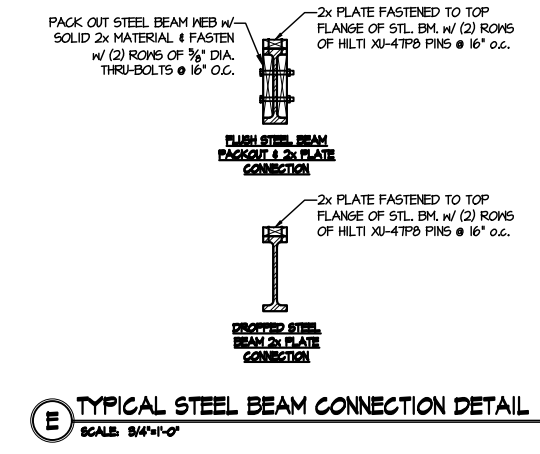 PACK OUT STEEL BEAM WEB W/
SOLID 2x MATERIAL & FASTEN
W/ (2) ROWS OF 5/8" DIA.
THRU-BOLTS @ 16" O.C.
2x PLATE FASTENED TO TOP
FLANGE OF STL. BM. W/ (2) ROWS
OF HILTI XU-47P8 PINS @ 16" o.c.
FLUSH STEEL BEAM
PACKOUT & 2x PLATE
CONNECTION
2x PLATE FASTENED TO TOP
FLANGE OF STL. BM. W/ (2) ROWS
OF HILTI XU-47P8 PINS @ 16" o.c.
DROPPED STEEL
BEAM 2x PLATE
CONNECTION
E
TYPICAL STEEL BEAM CONNECTION DETAIL
SCALE: 3/4"=1'-0"